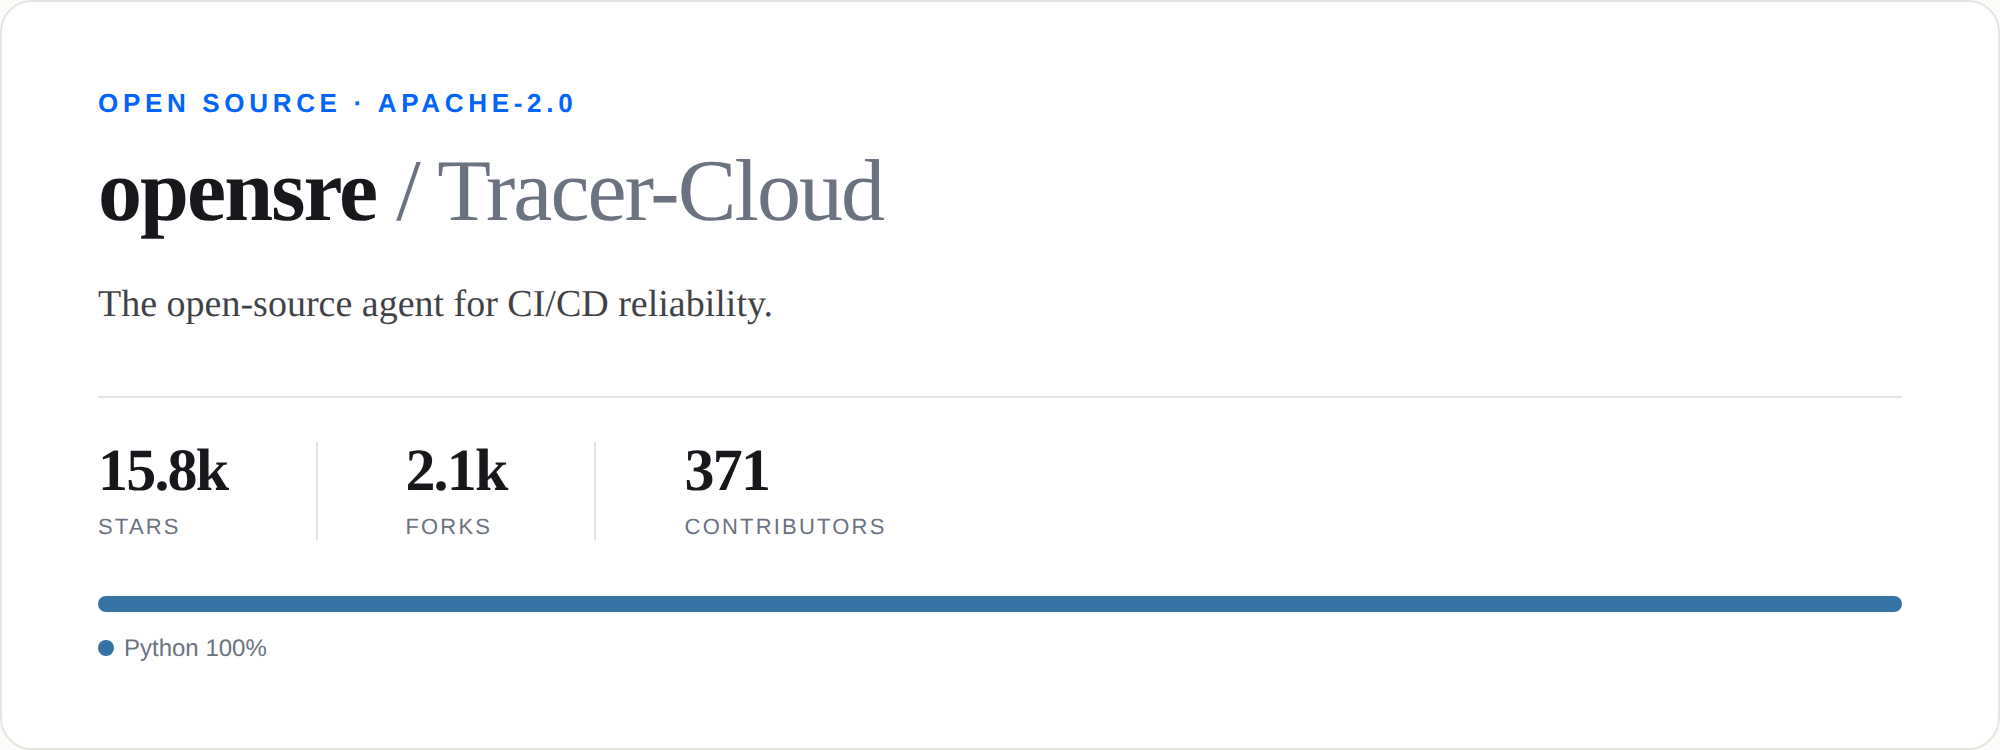 OPEN SOURCE · APACHE-2.0
opensre / Tracer-Cloud
The open-source agent for CI/CD reliability.
15.8k 2.1k 371
STARS FORKS CONTRIBUTORS
Python 100%